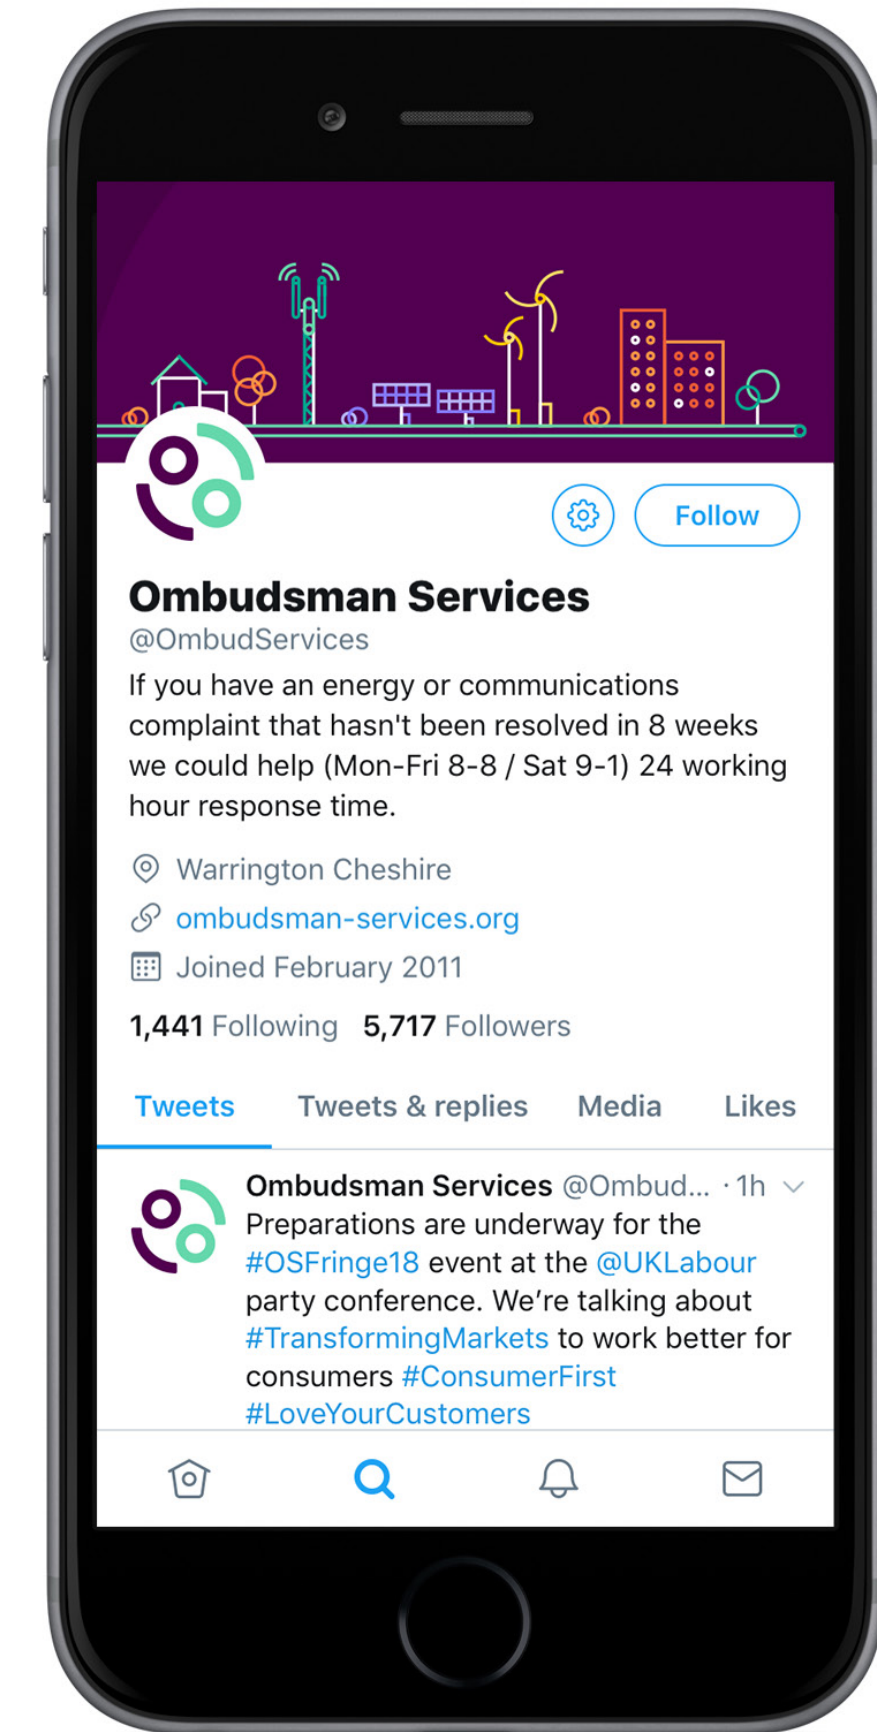 Follow
Ombudsman Services
@OmbudServices
If you have an energy or communications
complaint that hasn't been resolved in 8 weeks
we could help (Mon-Fri 8-8 / Sat 9-1) 24 working
hour response time.
Warrington Cheshire
ombudsman-services.org
Joined February 2011
1,441 Following 5,717 Followers
Tweets Tweets & replies Media Likes
Ombudsman Services @Ombud... · 1h
Preparations are underway for the
#OSFringe18 event at the @UKLabour
party conference. We’re talking about
#TransformingMarkets to work better for
consumers #ConsumerFirst
#LoveYourCustomers